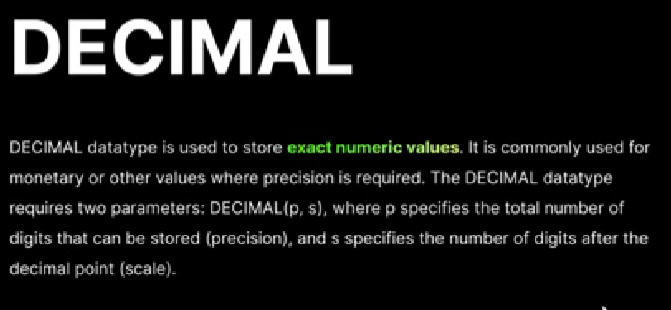 DECIMAL
DECIMAL datatype is used to store exact numeric values. It is commonly used for
monetary or other values where precision is required. The DECIMAL datatype
requires two parameters: DECIMAL(p, s), where p specifies the total number of
digits that can be stored (precision), and s specifies the number of digits after the
decimal point (scale).